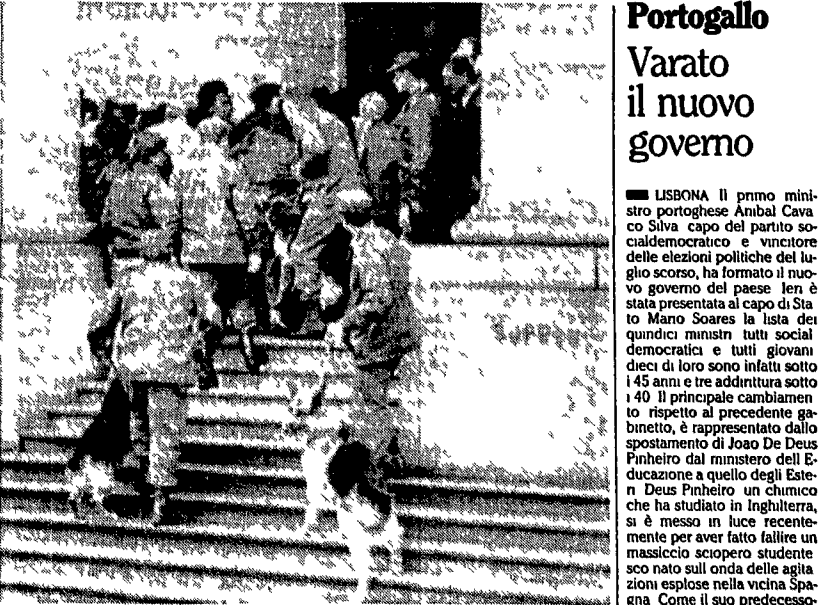 Portogallo
Varato
il nuovo
governo
LISBONA Il primo mini-
stro portoghese Anibal Cava
co Silva capo del partito so-
cialdemocratico e vincitore
delle elezioni politiche del lu-
glio scorso, ha formato il nuo-
vo governo del paese Ieri è
stata presentata al capo di Sta
to Mario Soares la lista dei
quindici ministri tutti social
democratici e tutti giovani
dieci di loro sono infatti sotto
i 45 anni e tre addirittura sotto
i 40 Il principale cambiamen
to rispetto al precedente ga-
binetto, è rappresentato dallo
spostamento di Joao De Deus
Pinheiro dal ministero dell E-
ducazione a quello degli Este-
ri Deus Pinheiro un chimico
che ha studiato in Inghilterra,
si è messo in luce recente-
mente per aver fatto fallire un
massiccio sciopero studente
sco nato sull onda delle agita
zioni esplose nella vicina Spa-
gna Come il suo predecesso-